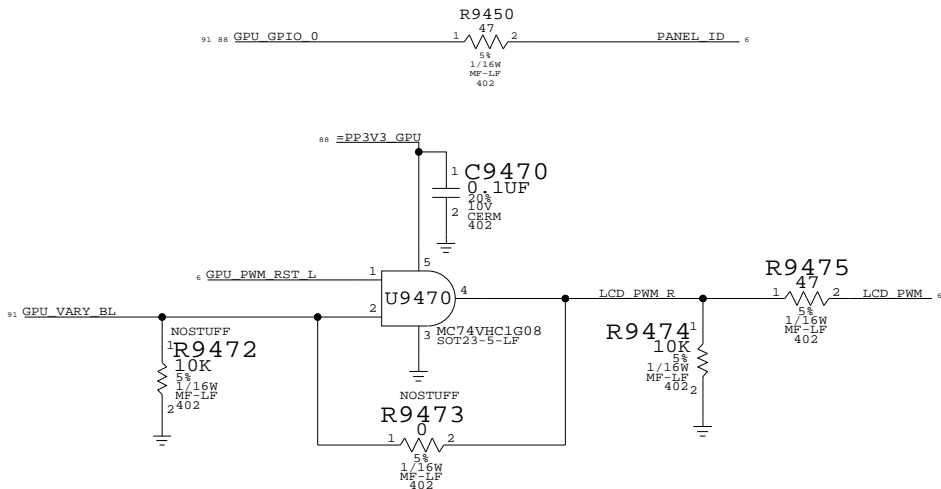 R9450
47
91 88 GPU_GPIO_0 1 2 PANEL_ID 6
5%
1/16W
MF-LF
402
88 =PP3V3_GPU
1 C9470
0.1UF
20%
10V
2 CERM
402
5
6 GPU_PWM_RST_L 1
U9470 4 LCD_PWM_R
91 GPU_VARY_BL 2
3 MC74VHC1G08
SOT23-5-LF
R9475
47
1 2 LCD_PWM 6
5%
1/16W
MF-LF
402
NOSTUFF
1 R9472
10K
5%
1/16W
MF-LF
2 402
R9474 1
10K
5%
1/16W
MF-LF
402 2
NOSTUFF
R9473
0
1 2
5%
1/16W
MF-LF
402